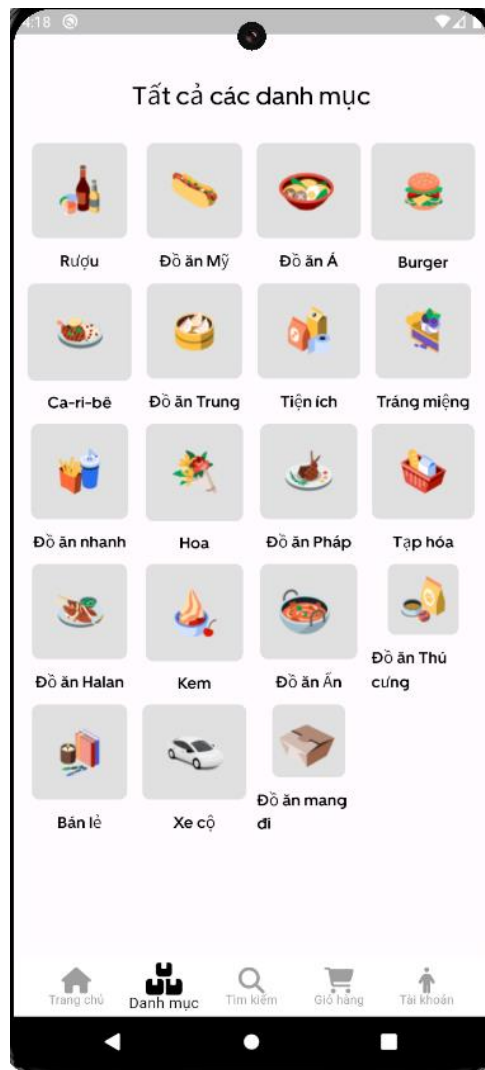 4:18
Tất cả các danh mục
Rượu
Đồ ăn Mỹ
Đồ ăn Á
Burger
Ca-ri-bê
Đồ ăn Trung
Tiện ích
Tráng miệng
Đồ ăn nhanh
Hoa
Đồ ăn Pháp
Tạp hóa
Đồ ăn Halan
Kem
Đồ ăn Ấn
Đồ ăn Thú
cưng
Bán lẻ
Xe cộ
Đồ ăn mang
đi
Trang chủ
Danh mục
Tìm kiếm
Giỏ hàng
Tài khoản